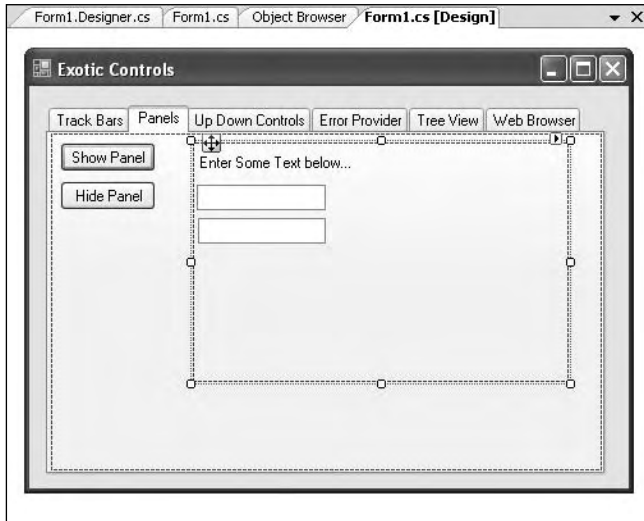 Form1.Designer.cs Form1.cs Object Browser Form1.cs [Design]
Exotic Controls
Track Bars Panels Up Down Controls Error Provider Tree View Web Browser
Show Panel
Enter Some Text below...
Hide Panel